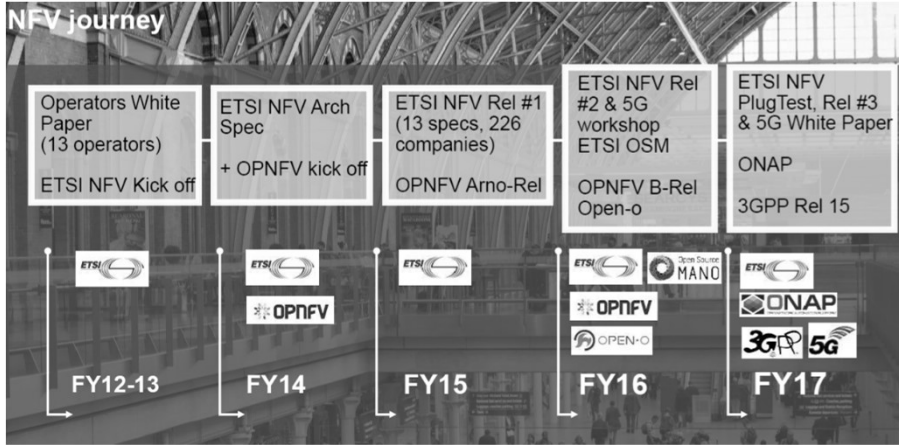 NFV journey
Operators White
Paper
(13 operators)
ETSI NFV Kick off
ETSI NFV Arch
Spec
+ OPNFV kick off
ETSI NFV Rel #1
(13 specs, 226
companies)
OPNFV Arno-Rel
ETSI NFV Rel
#2 & 5G
workshop
ETSI OSM
OPNFV B-Rel
Open-o
ETSI NFV
PlugTest, Rel #3
& 5G White Paper
ONAP
3GPP Rel 15
ETSI
ETSI
OPNFV
ETSI
ETSI
Open Source
MANO
OPNFV
OPEN-O
ETSI
ONAP
3GPP
5G
FY12-13
FY14
FY15
FY16
FY17